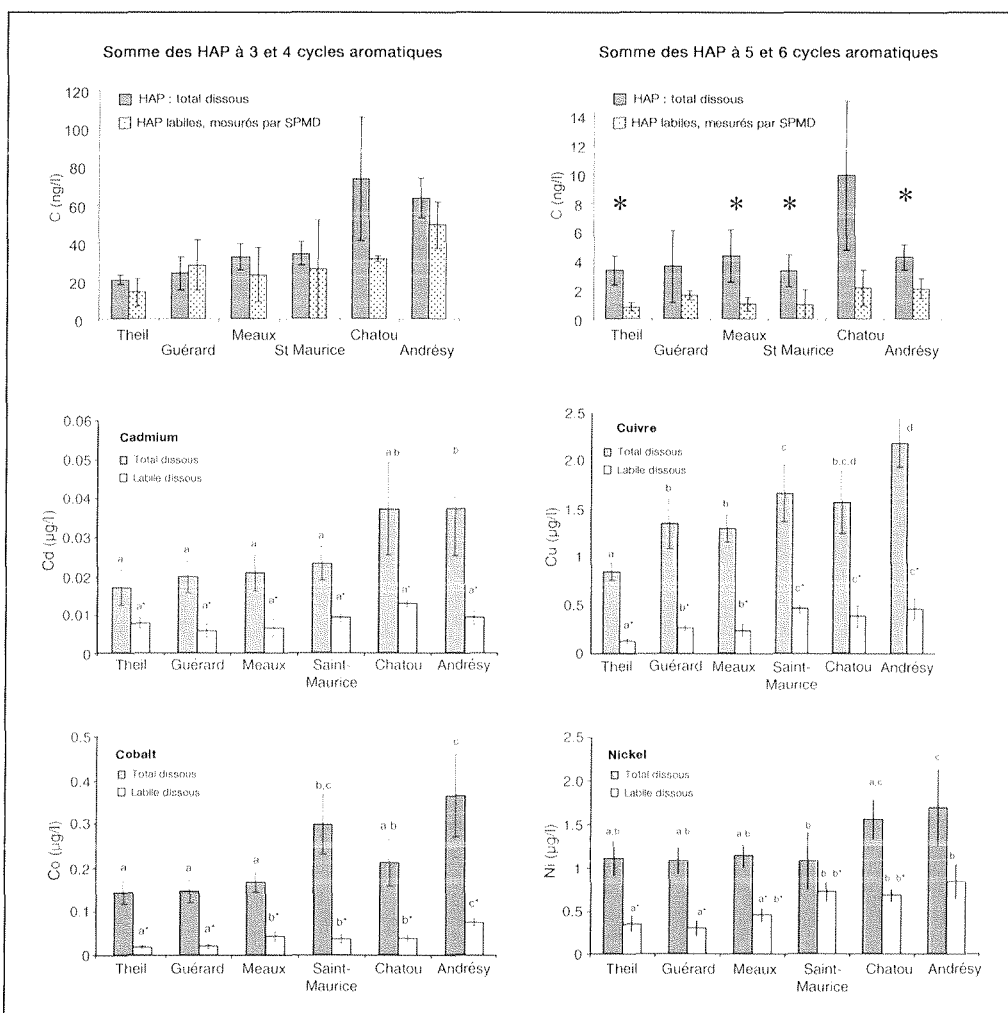 Somme des HAP à 3 et 4 cycles aromatiques
HAP : total dissous
HAP labiles, mesurés par SPMD
C (ng/l)
120
100
80
60
40
20
0
Theil
Guérard
Meaux
St Maurice
Chatou
Andrésy
Somme des HAP à 5 et 6 cycles aromatiques
HAP : total dissous
HAP labiles, mesurés par SPMD
C (ng/l)
14
12
10
8
6
4
2
0
* * * *
Theil
Guérard
Meaux
St Maurice
Chatou
Andrésy
Cadmium
Total dissous
Labile dissous
Cd (µg/l)
0.06
0.05
0.04
0.03
0.02
0.01
0
a a a a a b b
a* a* a* a* a* a*
Theil Guérard Meaux Saint-Maurice Chatou Andrésy
Cuivre
Total dissous
Labile dissous
Cu (µg/l)
2.5
2.0
1.5
1
0.5
0
a b b c b,c,d d
a* b* b* c* c* c*
Theil Guérard Meaux Saint-Maurice Chatou Andrésy
Cobalt
Total dissous
Labile dissous
Co (µg/l)
0.5
0.4
0.3
0.2
0.1
0
a a a b,c a b c
a* a* b* b* b* c*
Theil Guérard Meaux Saint-Maurice Chatou Andrésy
Nickel
Total dissous
Labile dissous
Ni (µg/l)
2.5
2.0
1.5
1
0.5
0
a,b a b a b b a,c c
a* a* a* b* b b* b b* b
Theil Guérard Meaux Saint-Maurice Chatou Andrésy